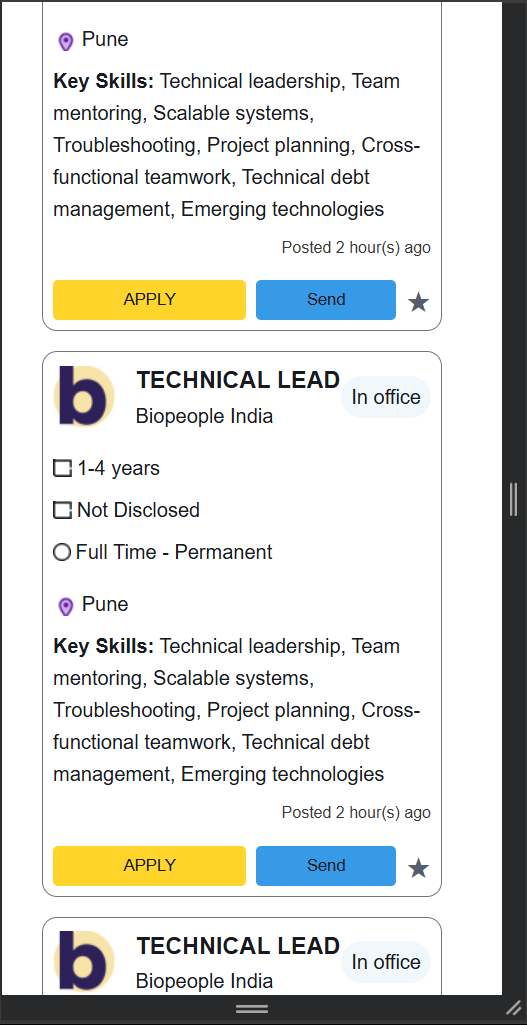 Pune
Key Skills: Technical leadership, Team
mentoring, Scalable systems,
Troubleshooting, Project planning, Cross-
functional teamwork, Technical debt
management, Emerging technologies
Posted 2 hour(s) ago
APPLY Send
b
TECHNICAL LEAD
Biopeople India
In office
1-4 years
Not Disclosed
Full Time - Permanent
Pune
Key Skills: Technical leadership, Team
mentoring, Scalable systems,
Troubleshooting, Project planning, Cross-
functional teamwork, Technical debt
management, Emerging technologies
Posted 2 hour(s) ago
APPLY Send
b
TECHNICAL LEAD
Biopeople India
In office